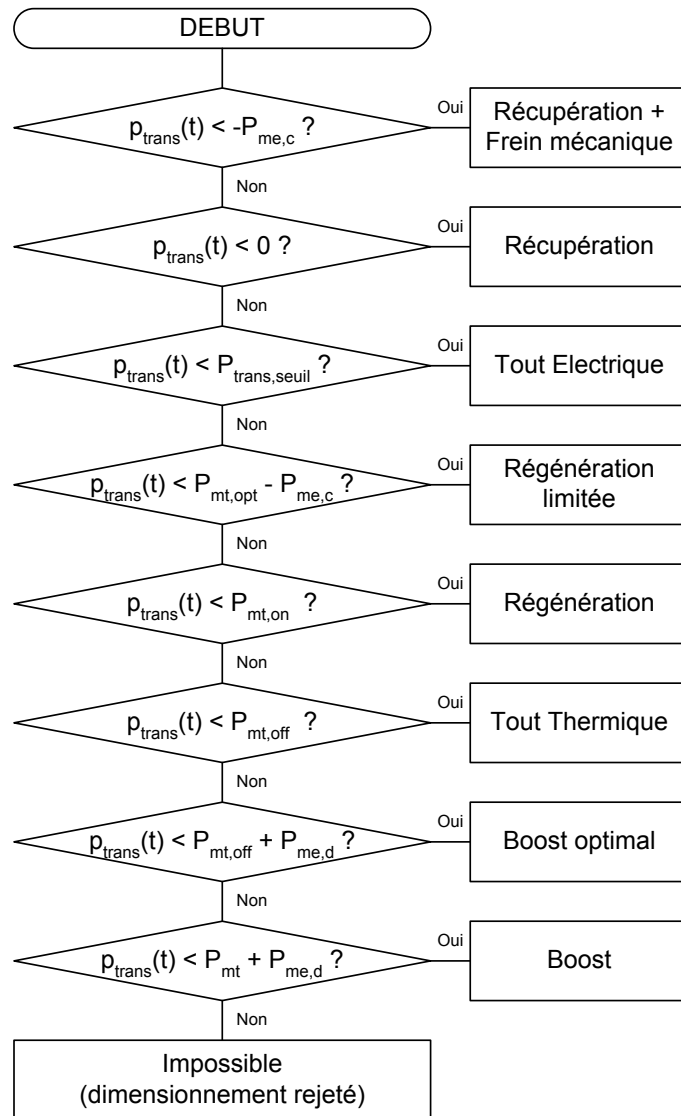 DEBUT
p_trans(t) < -P_me,c ?
Oui
Récupération +
Frein mécanique
Non
p_trans(t) < 0 ?
Oui
Récupération
Non
p_trans(t) < P_trans,seuil ?
Oui
Tout Electrique
Non
p_trans(t) < P_mt,opt - P_me,c ?
Oui
Régénération
limitée
Non
p_trans(t) < P_mt,on ?
Oui
Régénération
Non
p_trans(t) < P_mt,off ?
Oui
Tout Thermique
Non
p_trans(t) < P_mt,off + P_me,d ?
Oui
Boost optimal
Non
p_trans(t) < P_mt + P_me,d ?
Oui
Boost
Non
Impossible
(dimensionnement rejeté)